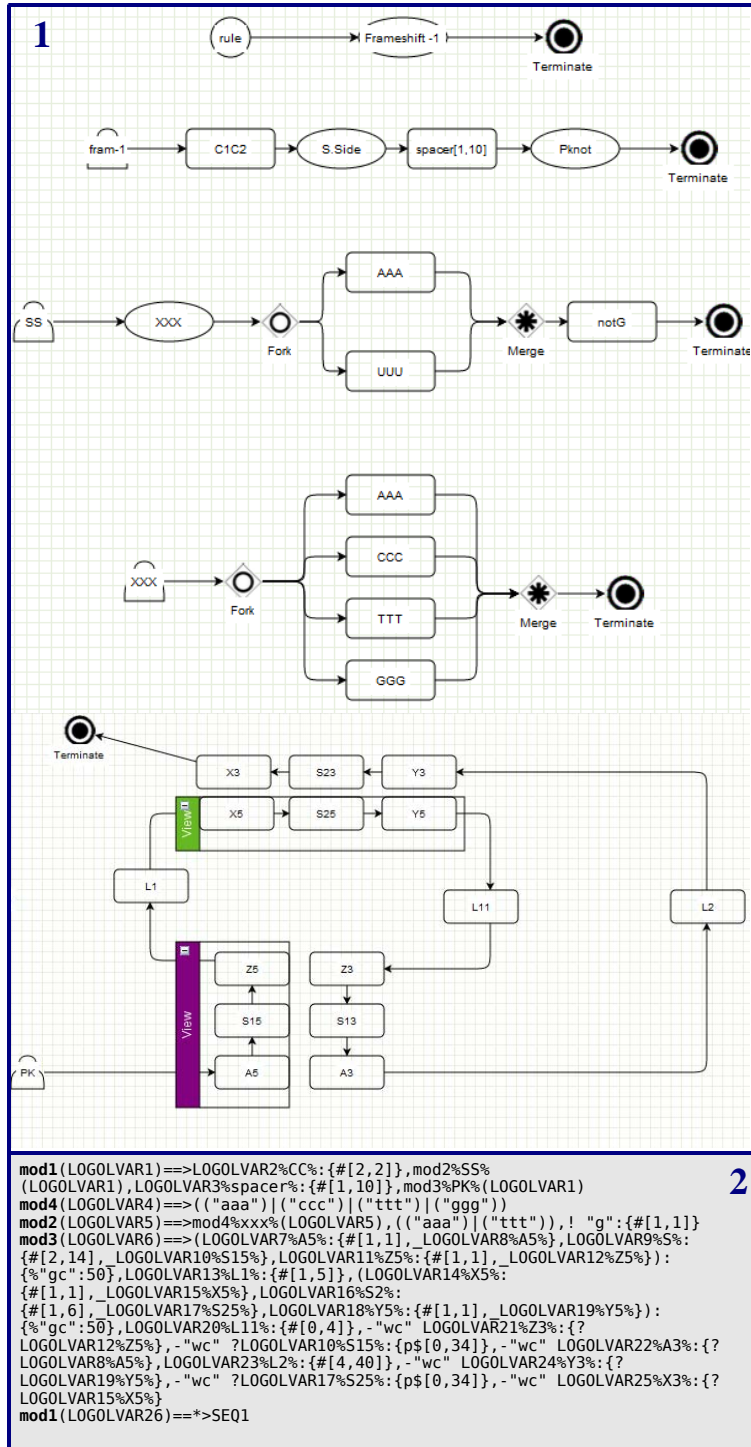 1
rule
Frameshift -1
Terminate
fram-1
C1C2
S.Side
spacer[1,10]
Pknot
Terminate
SS
XXX
Fork
AAA
UUU
Merge
notG
Terminate
XXX
Fork
AAA
CCC
TTT
GGG
Merge
Terminate
Terminate
X3
S23
Y3
View
X5
S25
Y5
L1
L11
L2
View
Z5
Z3
S15
S13
PK
A5
A3
2
mod1(LOGOLVAR1)==>LOGOLVAR2%CC%:{#[2,2]},mod2%SS%
(LOGOLVAR1),LOGOLVAR3%spacer%:{#[1,10]},mod3%PK%(LOGOLVAR1)
mod4(LOGOLVAR4)==>(("aaa")|("ccc")|("ttt")|("ggg"))
mod2(LOGOLVAR5)==>mod4%xxx%(LOGOLVAR5),(("aaa")|("ttt")),! "g":{#[1,1]}
mod3(LOGOLVAR6)==>(LOGOLVAR7%A5%:{#[1,1],_LOGOLVAR8%A5%},LOGOLVAR9%S%:
{#[2,14],_LOGOLVAR10%S15%},LOGOLVAR11%Z5%:{#[1,1],_LOGOLVAR12%Z5%}):
{%"gc":50},LOGOLVAR13%L1%:{#[1,5]},(LOGOLVAR14%X5%:
{#[1,1],_LOGOLVAR15%X5%},LOGOLVAR16%S2%:
{#[1,6],_LOGOLVAR17%S25%},LOGOLVAR18%Y5%:{#[1,1],_LOGOLVAR19%Y5%}):
{%"gc":50},LOGOLVAR20%L11%:{#[0,4]},-"wc" LOGOLVAR21%Z3%:{?
LOGOLVAR12%Z5%},-"wc" ?LOGOLVAR10%S15%:{p$[0,34]},-"wc" LOGOLVAR22%A3%:{?
LOGOLVAR8%A5%},LOGOLVAR23%L2%:{#[4,40]},-"wc" LOGOLVAR24%Y3%:{?
LOGOLVAR19%Y5%},-"wc" ?LOGOLVAR17%S25%:{p$[0,34]},-"wc" LOGOLVAR25%X3%:{?
LOGOLVAR15%X5%}
mod1(LOGOLVAR26)==*>SEQ1